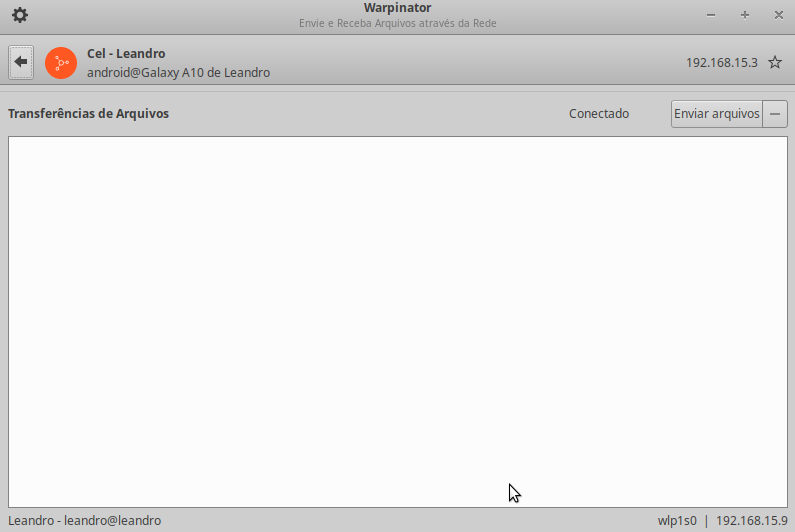 Warpinator
Envie e Receba Arquivos através da Rede
Cel - Leandro
android@Galaxy A10 de Leandro
192.168.15.3
Transferências de Arquivos
Conectado
Enviar arquivos
Leandro - leandro@leandro
wlp1s0 | 192.168.15.9